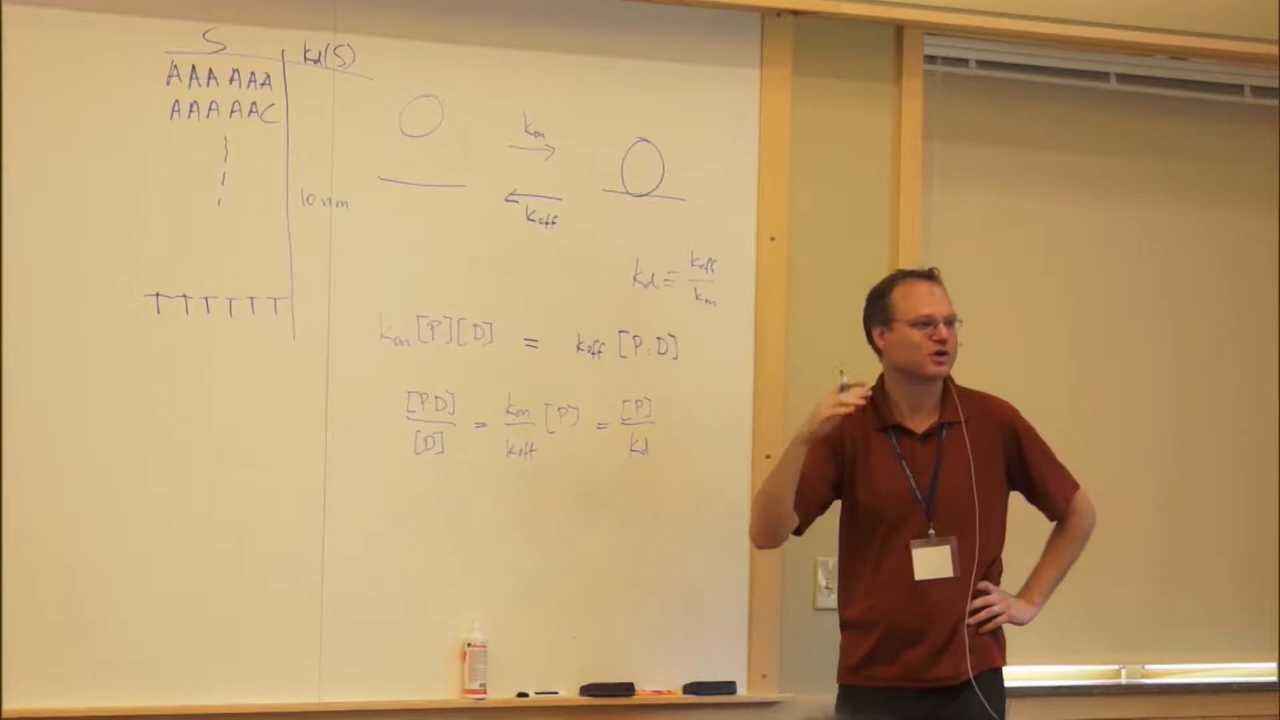 S Kd(S)
AAAAAA
AAAAAC
10 nm
TTTTTT
kon
koff
Kd ≡ koff/kon
kon[P][D] = koff [P.D]
[P.D]/[D] = kon/koff [P] = [P]/Kd